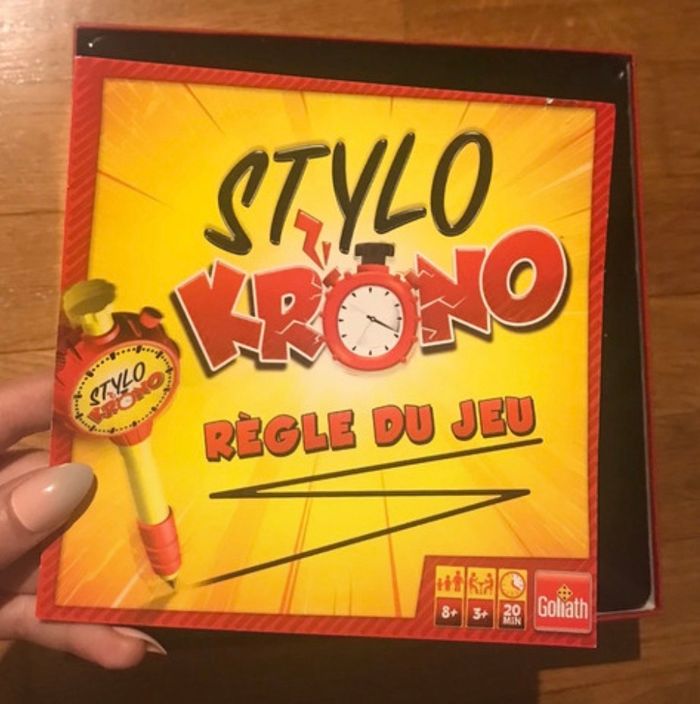 STYLO
KRONO
STYLO
KRONO
RÈGLE DU JEU
8+
3+
20
MIN
Goliath